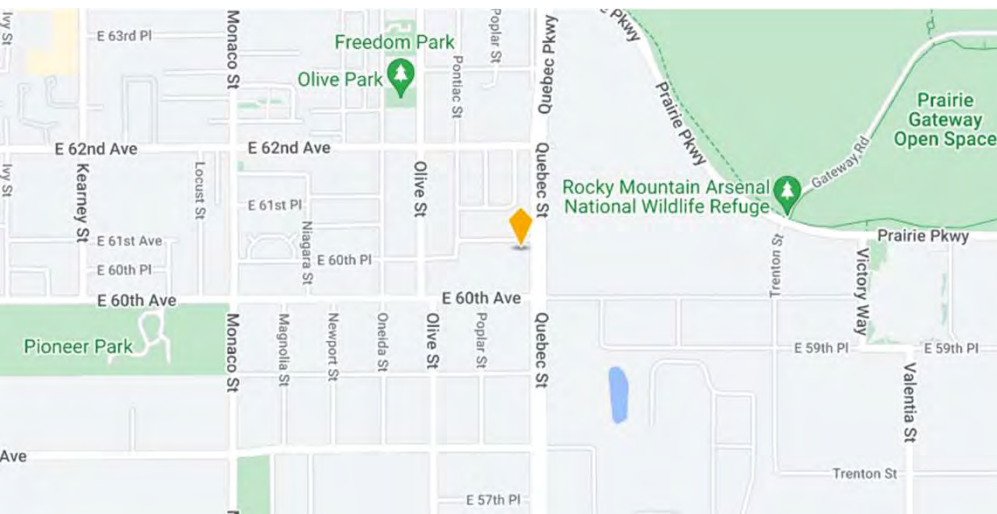 Ivy St
E 63rd Pl
Monaco St
Freedom Park
Olive Park
Pontiac St
Poplar St
Quebec Pkwy
E Pkwy
Prairie Pkwy
Prairie
Gateway
Open Space
Gateway Rd
E 62nd Ave
E 62nd Ave
Ivy St
Kearney St
Locust St
E 61st Pl
Niagara St
Olive St
Quebec St
Rocky Mountain Arsenal
National Wildlife Refuge
E 61st Ave
E 60th Pl
E 60th Pl
Prairie Pkwy
Trenton St
Victory Way
E 60th Ave
E 60th Ave
Pioneer Park
Monaco St
Magnolia St
Newport St
Oneida St
Olive St
Poplar St
Quebec St
E 59th Pl
E 59th Pl
Valentia St
Ave
Trenton St
E 57th Pl